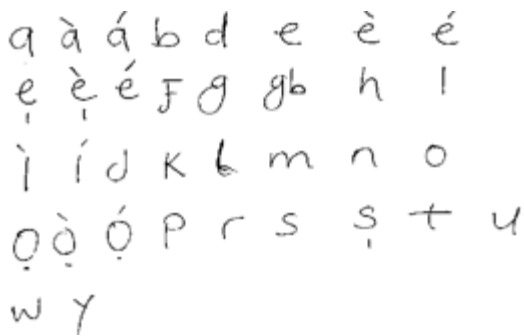 a à á b d e è é
ẹ ẹ̀ é F g gb h I
ì í J K L m n o
ọ ọ̀ ọ́ P r s ṣ t u
w y